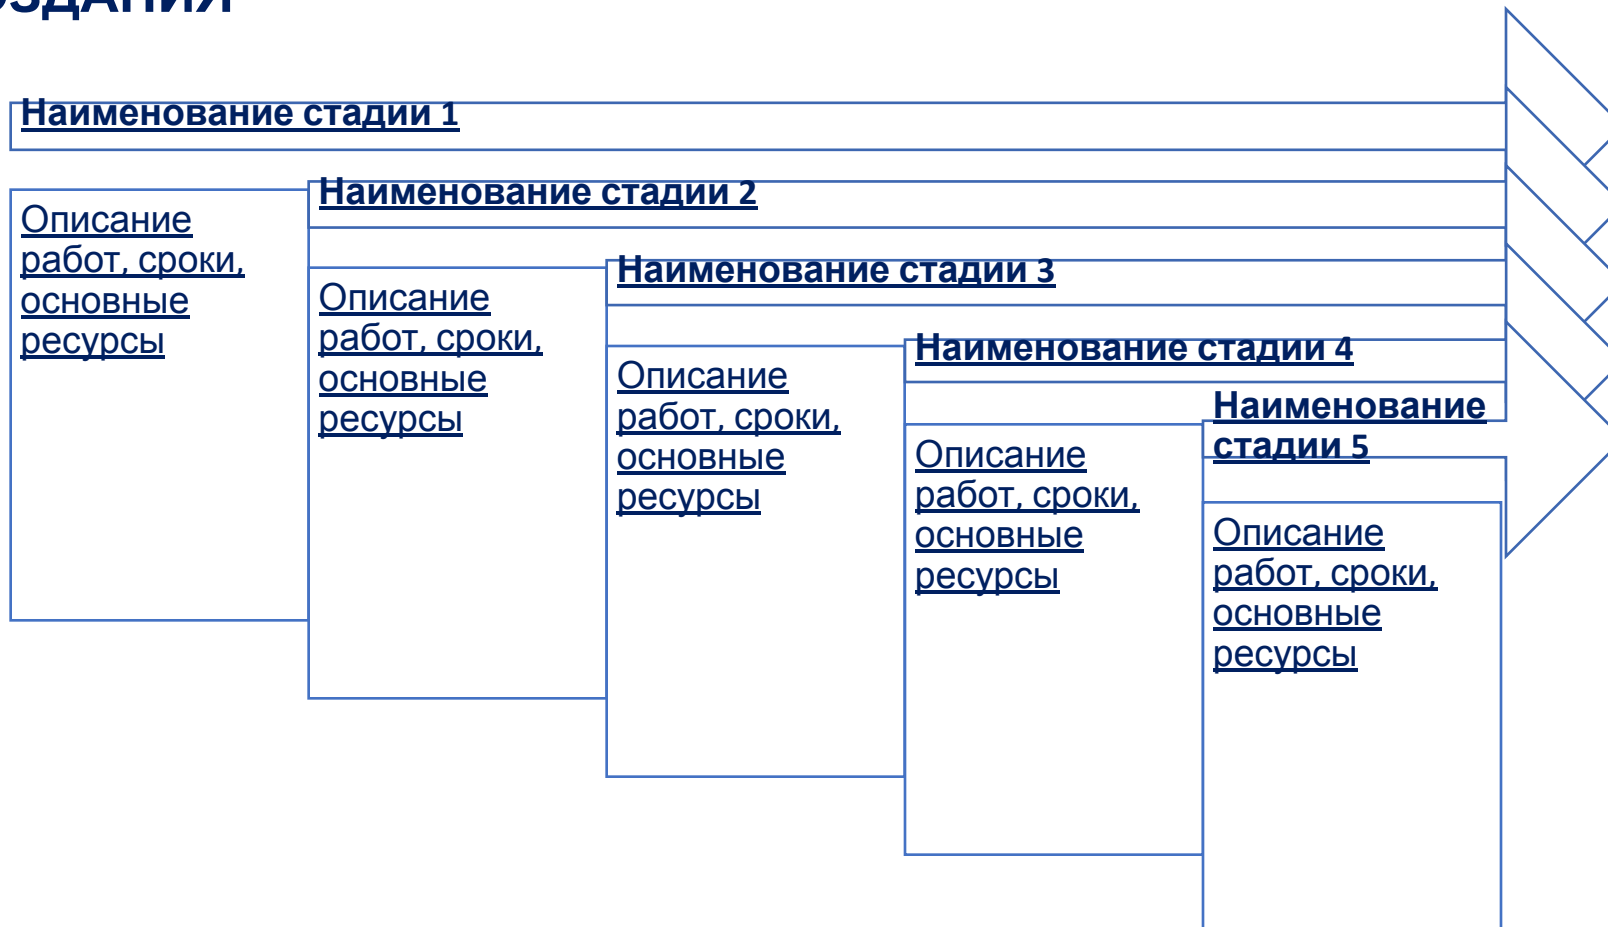 Наименование стадии 1
Описание
работ, сроки,
основные
ресурсы
Наименование стадии 2
Описание
работ, сроки,
основные
ресурсы
Наименование стадии 3
Описание
работ, сроки,
основные
ресурсы
Наименование стадии 4
Описание
работ, сроки,
основные
ресурсы
Наименование
стадии 5
Описание
работ, сроки,
основные
ресурсы